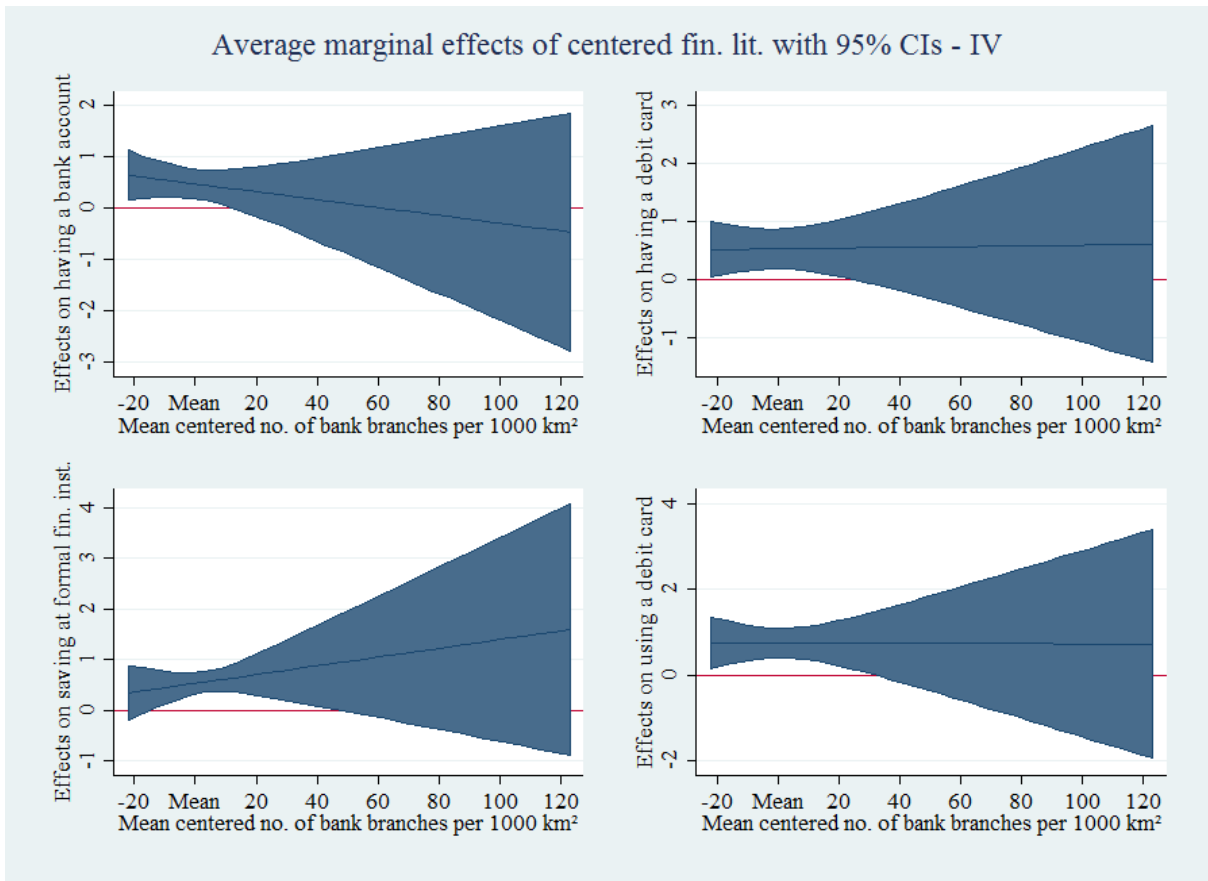 Average marginal effects of centered fin. lit. with 95% CIs - IV
Effects on having a bank account
2
1
0
-1
-2
-3
-20 Mean 20 40 60 80 100 120
Mean centered no. of bank branches per 1000 km²
Effects on having a debit card
3
2
1
0
-1
-20 Mean 20 40 60 80 100 120
Mean centered no. of bank branches per 1000 km²
Effects on saving at formal fin. inst.
4
3
2
1
0
-1
-20 Mean 20 40 60 80 100 120
Mean centered no. of bank branches per 1000 km²
Effects on using a debit card
4
2
0
-2
-20 Mean 20 40 60 80 100 120
Mean centered no. of bank branches per 1000 km²